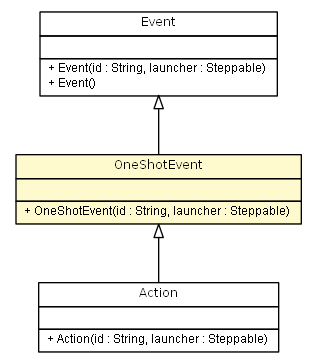 Event
+ Event(id : String, launcher : Steppable)
+ Event()
OneShotEvent
+ OneShotEvent(id : String, launcher : Steppable)
Action
+ Action(id : String, launcher : Steppable)